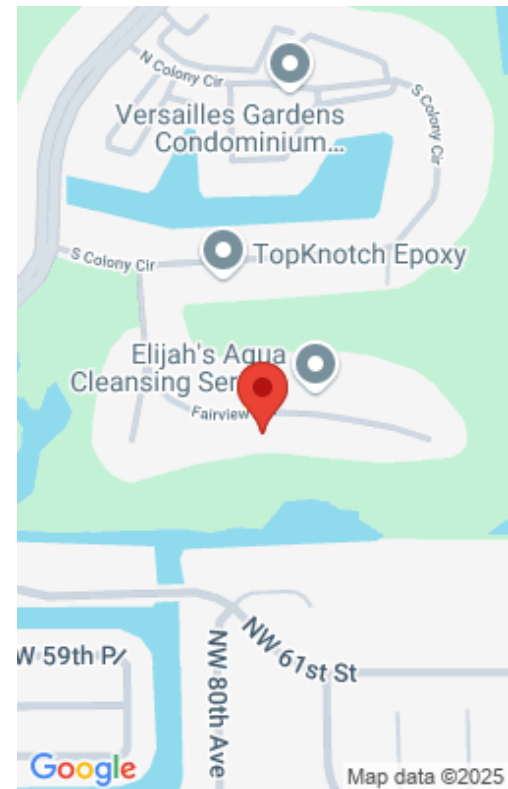 N Colony Cir
Versailles Gardens
Condominium...
S Colony Cir
S Colony Cir
TopKnotch Epoxy
Elijah's Aqua
Cleansing Ser
Fairview
W 59th Pl
NW 61st St
NW 80th Ave
Google
Map data ©2025